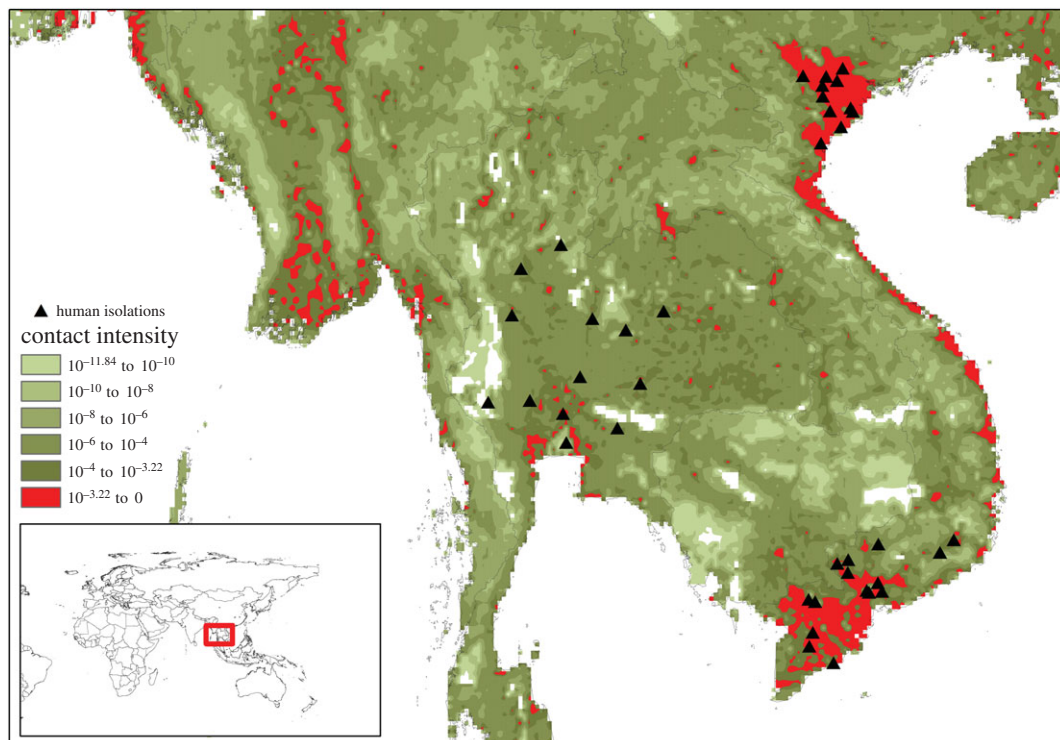 human isolations
contact intensity
10–11.84 to 10–10
10–10 to 10–8
10–8 to 10–6
10–6 to 10–4
10–4 to 10–3.22
10–3.22 to 0